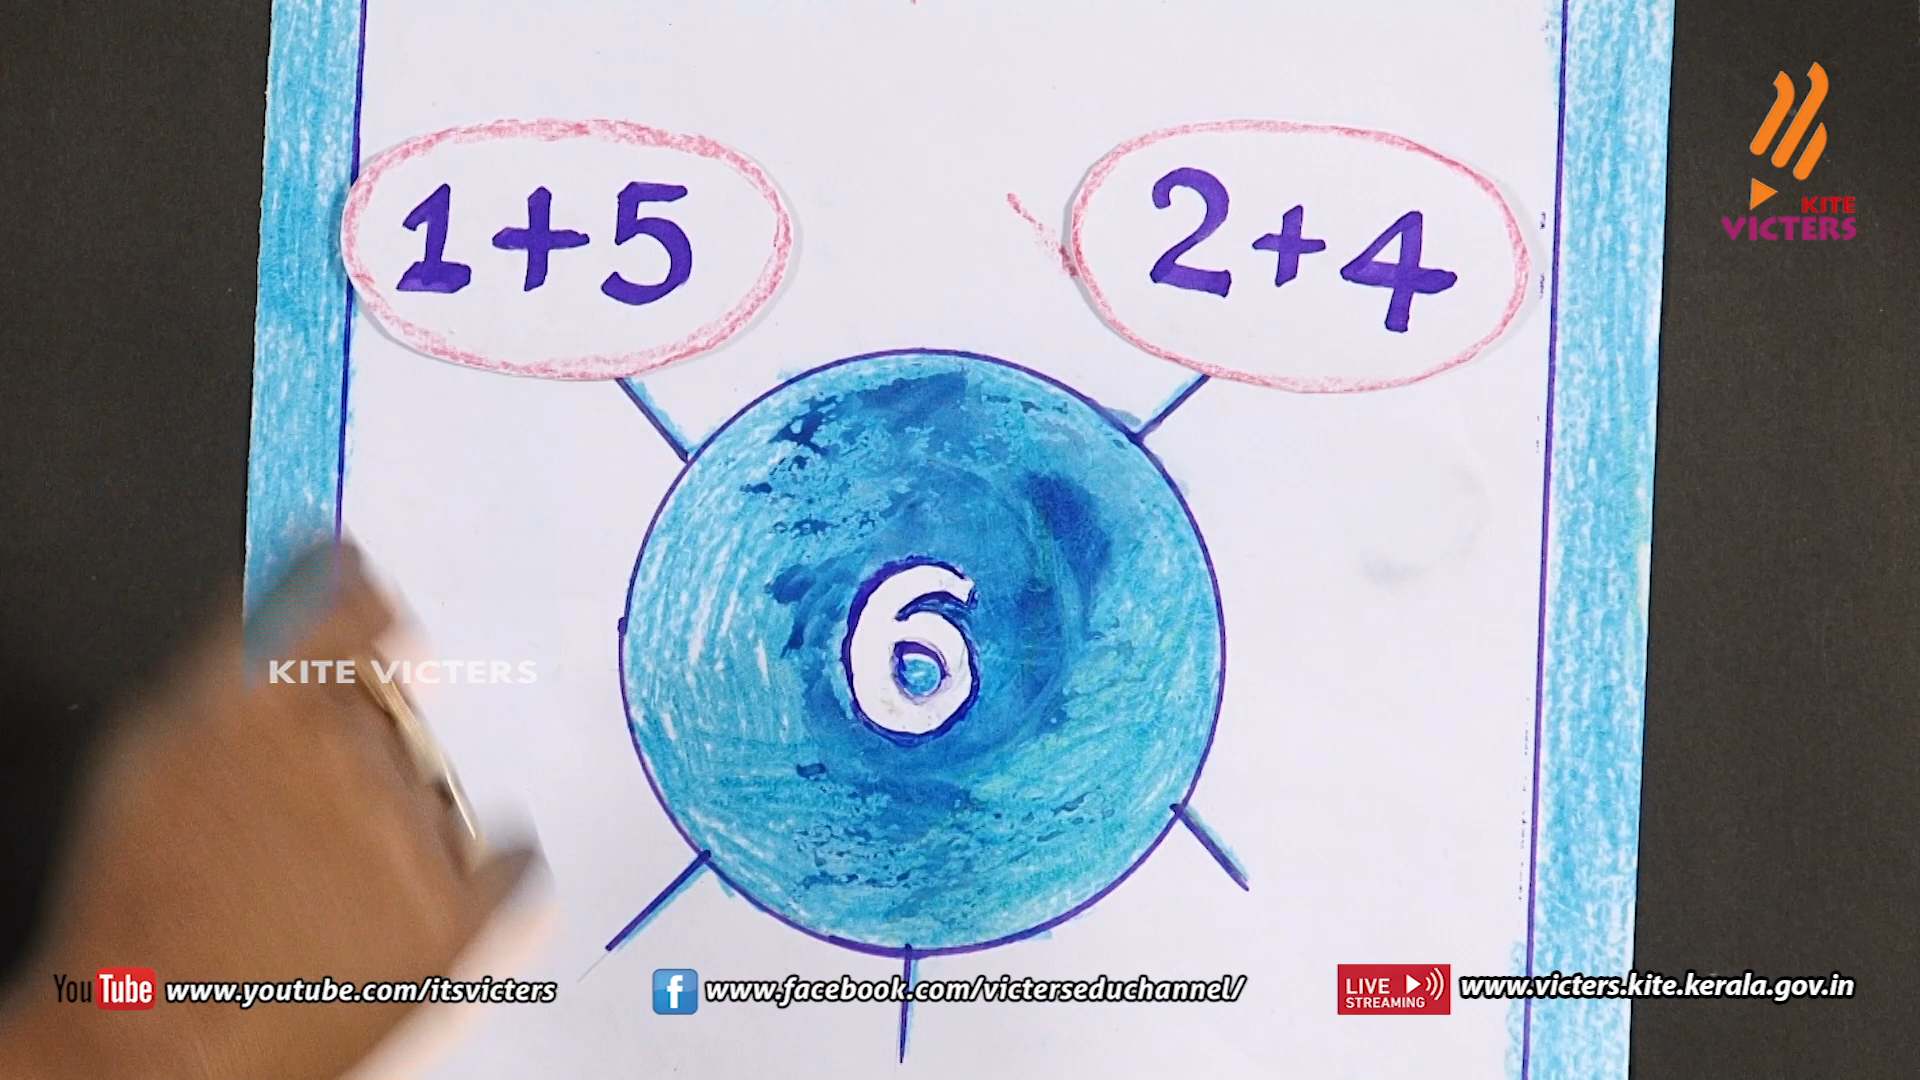 1+5
2+4
KITE
VICTERS
6
KITE VICTERS
YouTube www.youtube.com/itsvicters
f www.facebook.com/victerseduchannel/
LIVE STREAMING www.victers.kite.kerala.gov.in